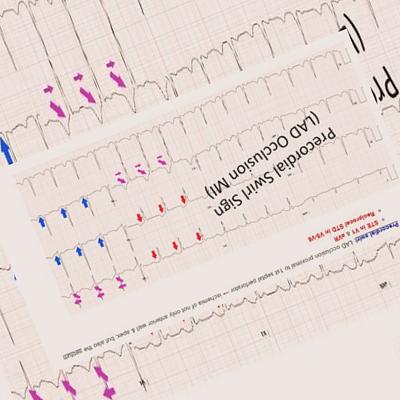 Precordial Swirl Sign
(LAD Occlusion MI)
Precordial swirl
LAD occlusion proximal to 1st septal perforator → ischemia of not only anterior wall & apex, but also the septum
STE in V1 & aVR
Reciprocal STD in V5-V6